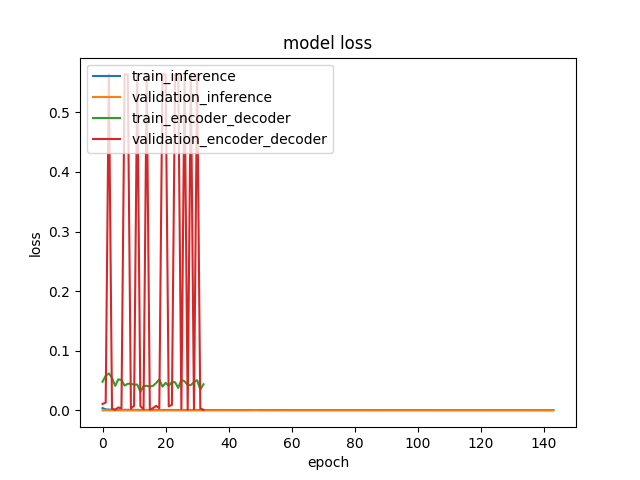 model loss
train_inference
validation_inference
train_encoder_decoder
validation_encoder_decoder
loss
0.5
0.4
0.3
0.2
0.1
0.0
0 20 40 60 80 100 120 140
epoch